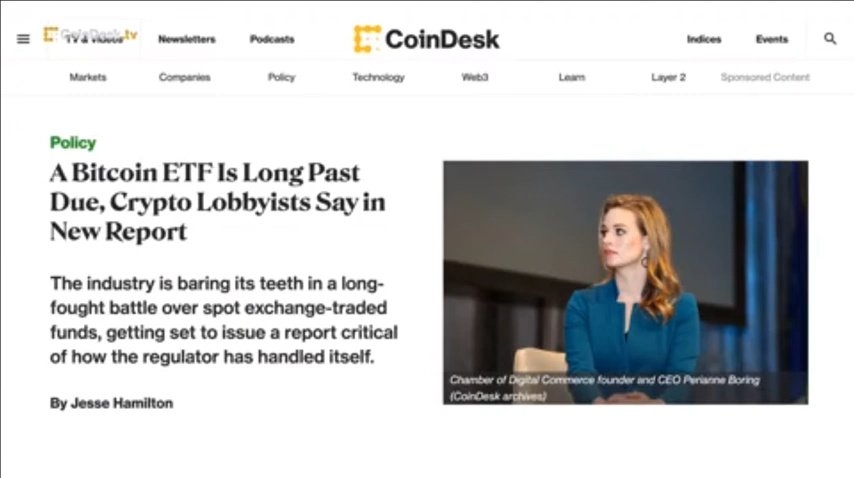 CoinDesk.tv
TV & Videos Newsletters Podcasts CoinDesk Indices Events
Markets Companies Policy Technology Web3 Learn Layer 2 Sponsored Content
Policy
A Bitcoin ETF Is Long Past
Due, Crypto Lobbyists Say in
New Report
The industry is baring its teeth in a long-
fought battle over spot exchange-traded
funds, getting set to issue a report critical
of how the regulator has handled itself.
By Jesse Hamilton
Chamber of Digital Commerce founder and CEO Perianne Boring
(CoinDesk archives)